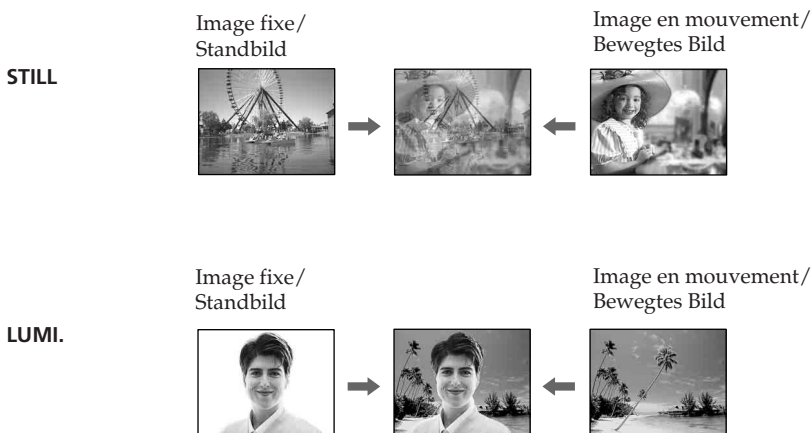 Image fixe/
Standbild
Image en mouvement/
Bewegtes Bild
STILL
Image fixe/
Standbild
Image en mouvement/
Bewegtes Bild
LUMI.